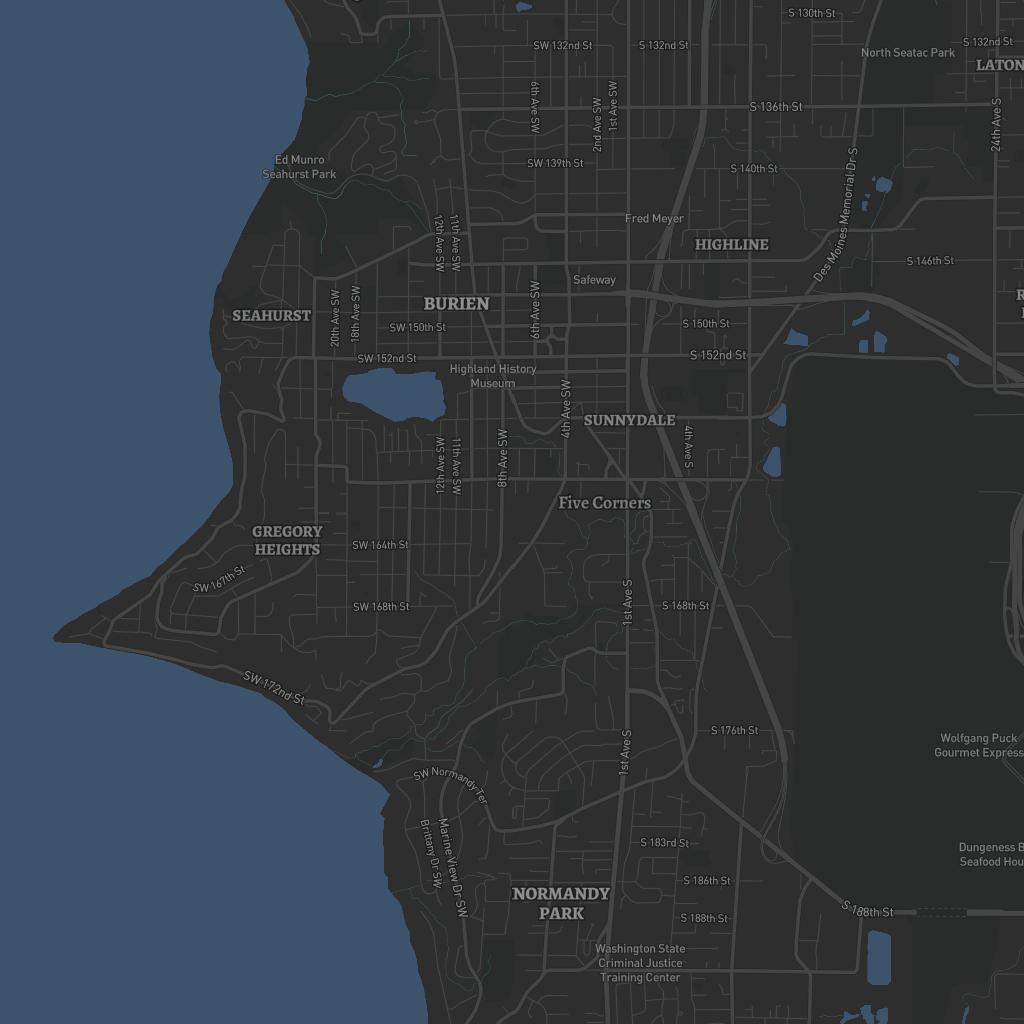 S 130th St
SW 132nd St
S 132nd St
S 132nd St
North Seatac Park
LATON
6th Ave SW
2nd Ave SW
1st Ave SW
S 136th St
24th Ave S
Ed Munro
Seahurst Park
SW 139th St
S 140th St
Des Moines Memorial Dr S
12th Ave SW
11th Ave SW
Fred Meyer
HIGHLINE
S 146th St
Safeway
BURIEN
SEAHURST
20th Ave SW
18th Ave SW
6th Ave SW
SW 150th St
S 150th St
SW 152nd St
S 152nd St
Highland History
Museum
4th Ave SW
SUNNYDALE
4th Ave S
12th Ave SW
11th Ave SW
8th Ave SW
Five Corners
GREGORY
HEIGHTS
SW 164th St
SW 167th St
SW 168th St
1st Ave S
S 168th St
SW 172nd St
S 176th St
1st Ave S
Wolfgang Puck
Gourmet Express
SW Normandy Ter
Brittany Dr SW
Marine View Dr SW
S 183rd St
Dungeness B
Seafood Hou
S 186th St
NORMANDY
PARK
S 188th St
S 188th St
Washington State
Criminal Justice
Training Center